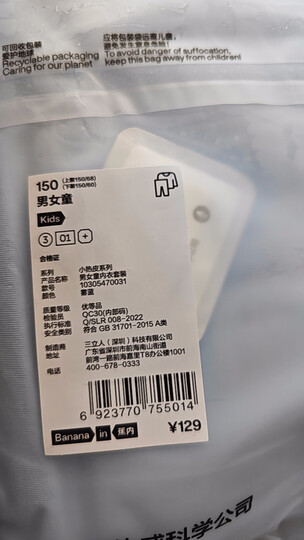 可回收包装
爱护地球
Recyclable packaging
Caring for our planet
应将包装袋远离儿童,
避免发生窒息危险!
To avoid danger of suffocation,
keep this bag away from children!
150 (上装150/68)
(下装150/60)
男女童
Kids
3 01 +
合格证
系列 小热皮系列
产品名称 男女童内衣套装
款号 10305470031
颜色 雾蓝
质量等级 优等品
检验员 QC30(内部码)
执行标准 Q/SLR 008-2022
安全类别 符合 GB 31701-2015 A类
制造商 三立人(深圳)科技有限公司
地址 广东省深圳市前海南山街道
前湾一路前海嘉里T8办公楼1001
电话 400-678-0333
6 923770 755014
Banana in 蕉内
¥129
感科学公司